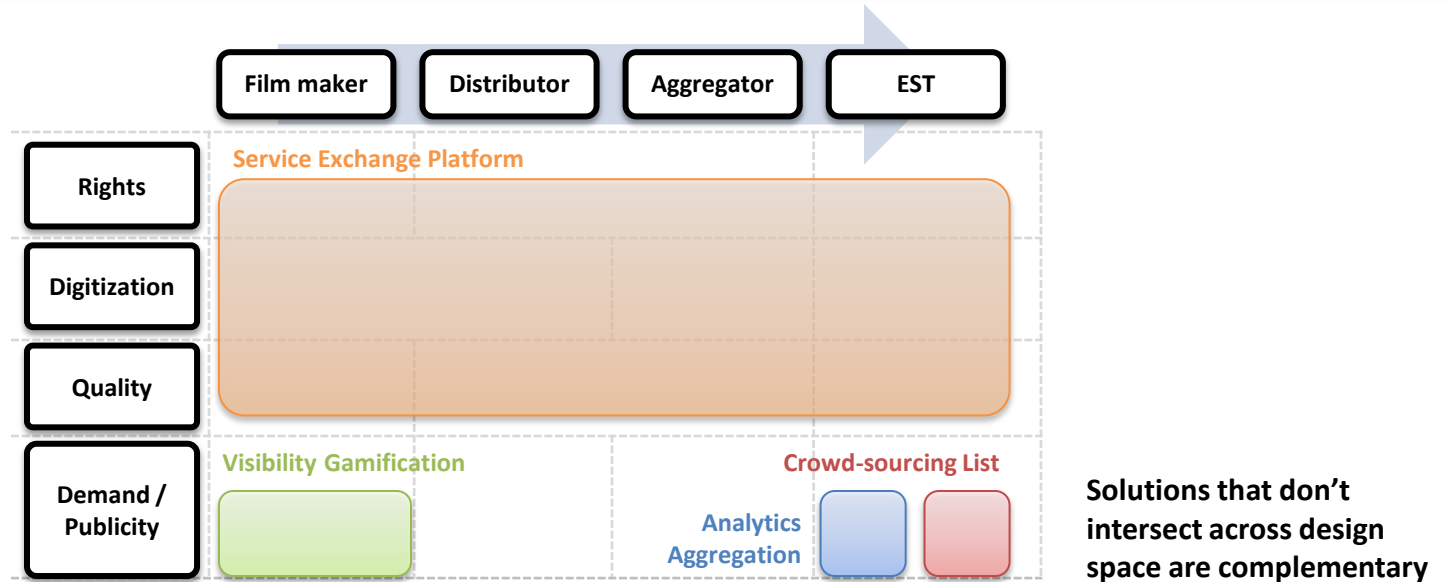 Film maker
Distributor
Aggregator
EST
Service Exchange Platform
Rights
Digitization
Quality
Visibility Gamification
Crowd-sourcing List
Demand /
Publicity
Analytics
Aggregation
Solutions that don’t
intersect across design
space are complementary